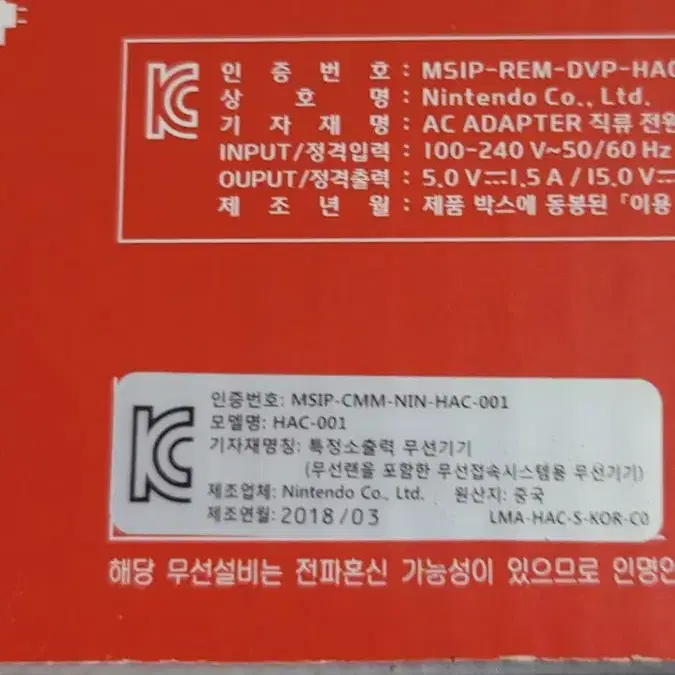 인증번호 : MSIP-REM-DVP-HAC
상호명 : Nintendo Co., Ltd.
기자재명 : AC ADAPTER 직류 전원
INPUT/정격입력 : 100-240 V~50/60 Hz
OUPUT/정격출력 : 5.0 V⎓1.5 A / 15.0 V⎓
제조년월 : 제품 박스에 동봉된 「이용
인증번호: MSIP-CMM-NIN-HAC-001
모델명: HAC-001
기자재명칭: 특정소출력 무선기기
(무선랜을 포함한 무선접속시스템용 무선기기)
제조업체: Nintendo Co., Ltd. 원산지: 중국
제조연월: 2018/03 LMA-HAC-S-KOR-C0
해당 무선설비는 전파혼신 가능성이 있으므로 인명안